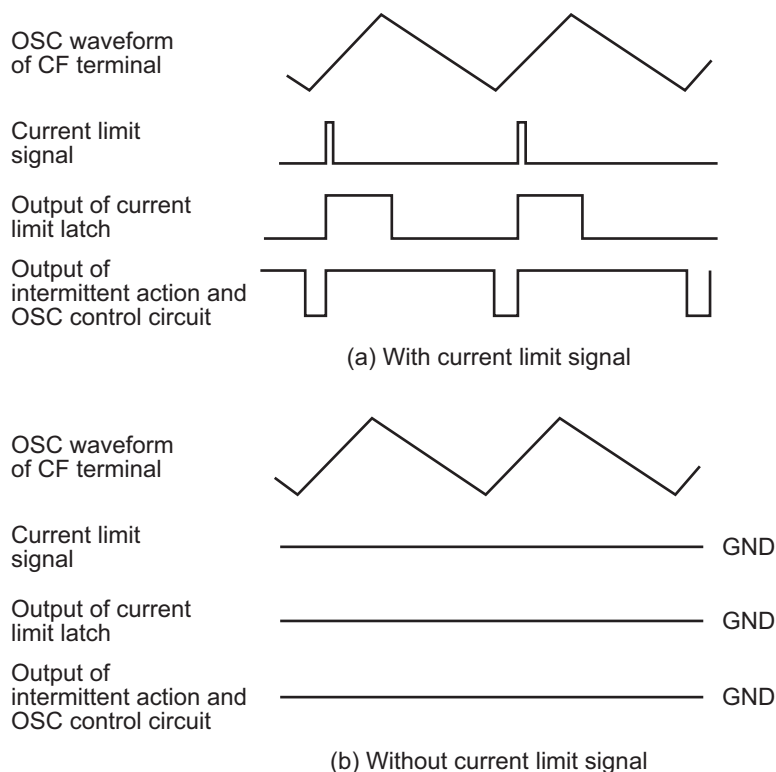 OSC waveform
of CF terminal
Current limit
signal
Output of current
limit latch
Output of
intermittent action and
OSC control circuit
(a) With current limit signal
OSC waveform
of CF terminal
Current limit
signal
GND
Output of current
limit latch
GND
Output of
intermittent action and
OSC control circuit
GND
(b) Without current limit signal